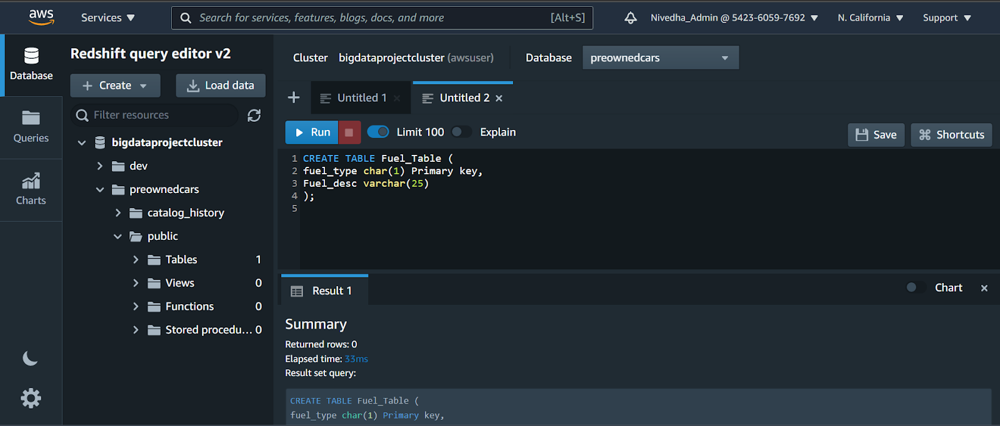 aws Services Search for services, features, blogs, docs, and more [Alt+S] Nivedha_Admin @ 5423-6059-7692 N. California Support
Database
Queries
Charts
Redshift query editor v2
Create Load data
Filter resources
bigdataprojectcluster
dev
preownedcars
catalog_history
public
Tables 1
Views 0
Functions 0
Stored procedu... 0
Cluster bigdataprojectcluster (awsuser) Database preownedcars
Untitled 1 Untitled 2
Run Limit 100 Explain Save Shortcuts
1 CREATE TABLE Fuel_Table (
2 fuel_type char(1) Primary key,
3 Fuel_desc varchar(25)
4 );
5
Result 1 Chart
Summary
Returned rows: 0
Elapsed time: 33ms
Result set query:
CREATE TABLE Fuel_Table (
fuel_type char(1) Primary key,